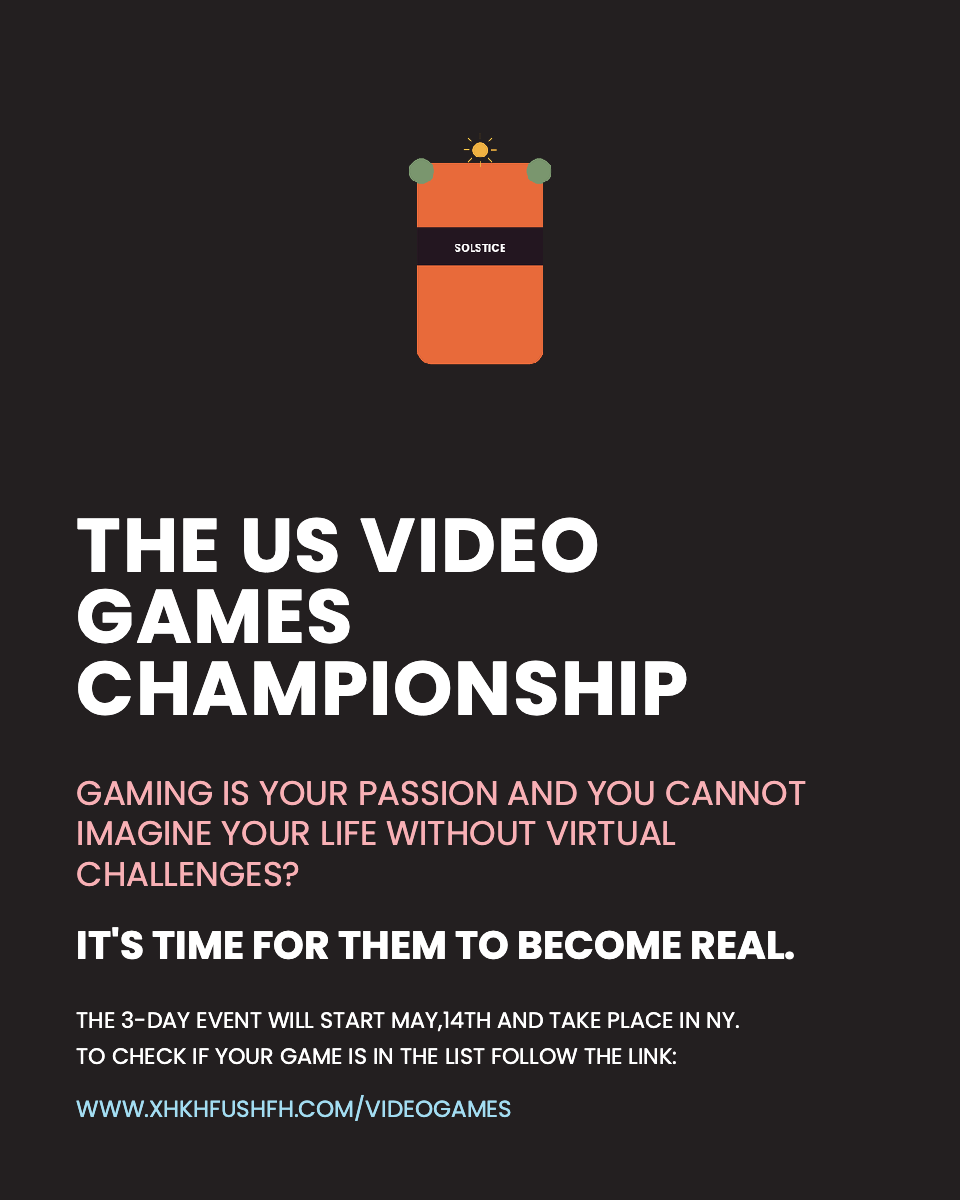 SOLSTICE
THE US VIDEO
GAMES
CHAMPIONSHIP
GAMING IS YOUR PASSION AND YOU CANNOT
IMAGINE YOUR LIFE WITHOUT VIRTUAL
CHALLENGES?
IT'S TIME FOR THEM TO BECOME REAL.
THE 3-DAY EVENT WILL START MAY,14TH AND TAKE PLACE IN NY.
TO CHECK IF YOUR GAME IS IN THE LIST FOLLOW THE LINK:
WWW.XHKHFUSHFH.COM/VIDEOGAMES